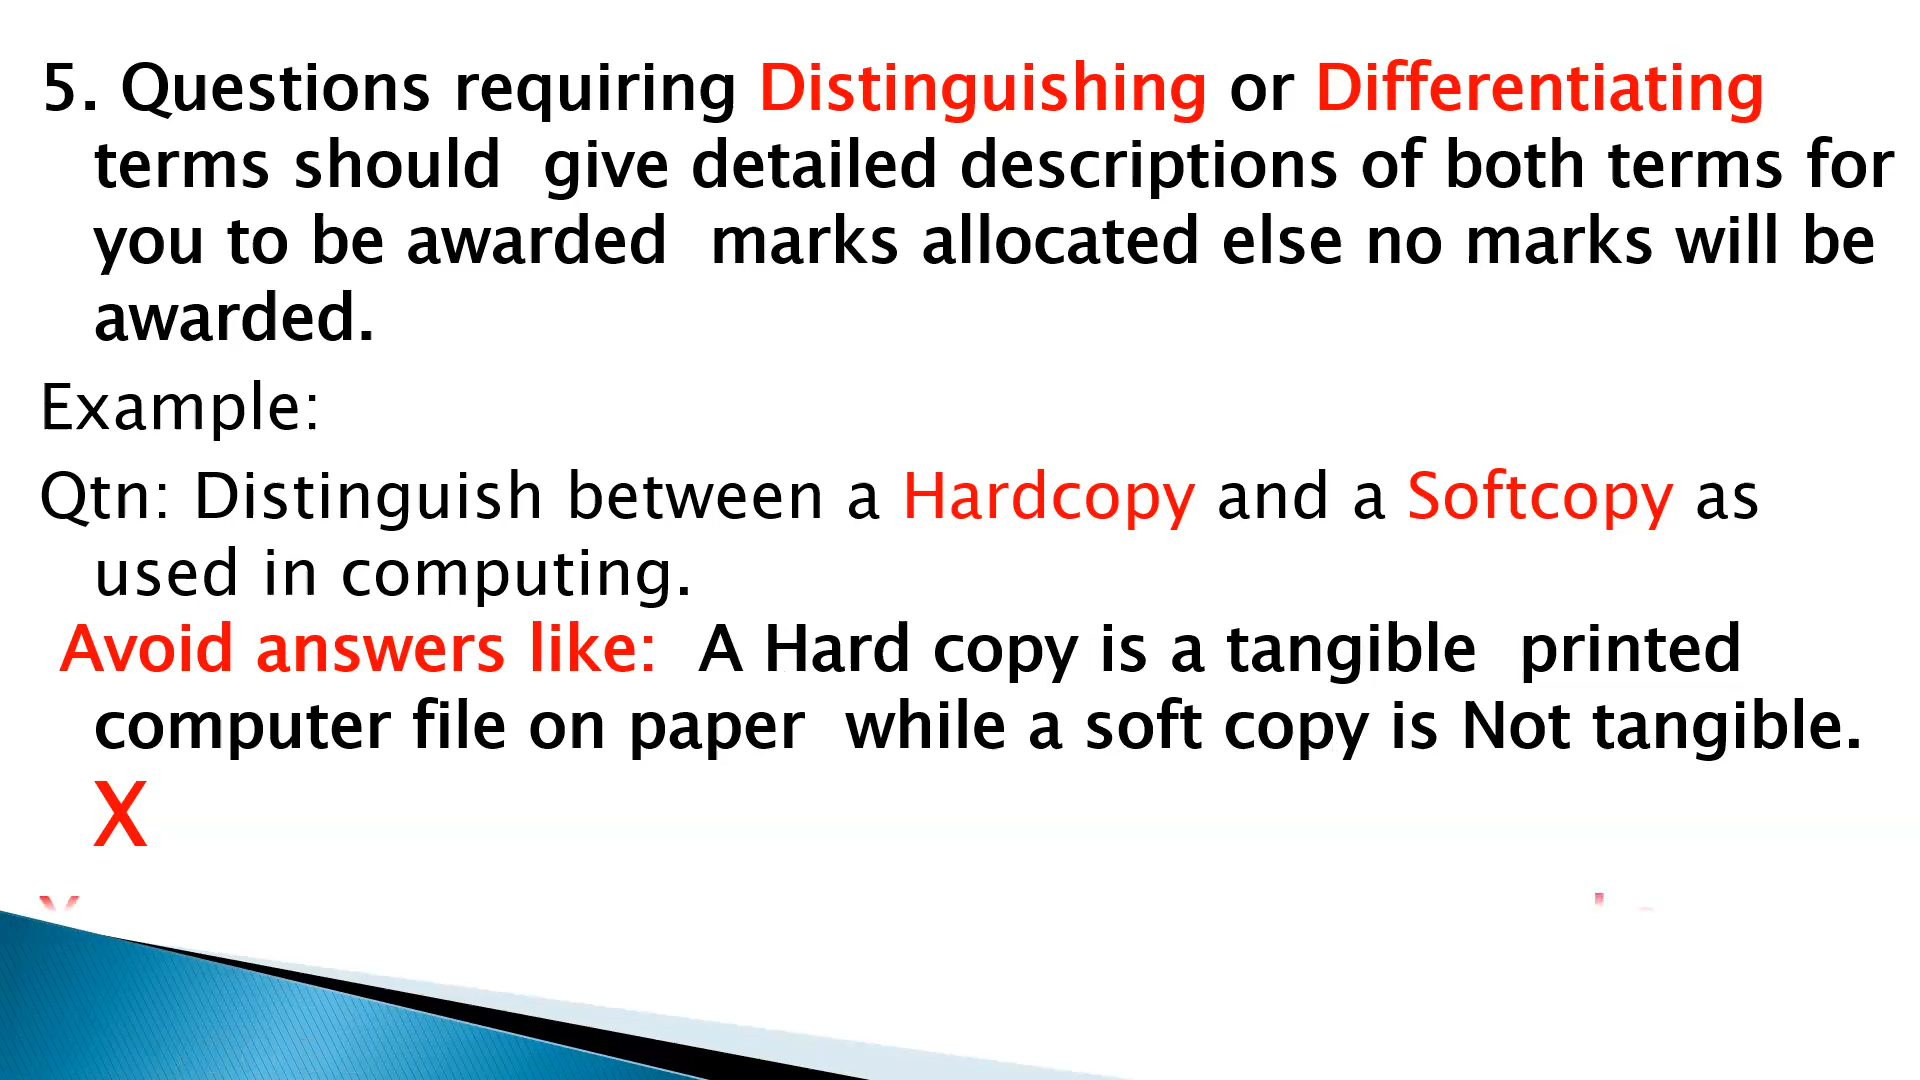 5. Questions requiring Distinguishing or Differentiating
terms should give detailed descriptions of both terms for
you to be awarded marks allocated else no marks will be
awarded.
Example:
Qtn: Distinguish between a Hardcopy and a Softcopy as
used in computing.
Avoid answers like: A Hard copy is a tangible printed
computer file on paper while a soft copy is Not tangible.
X